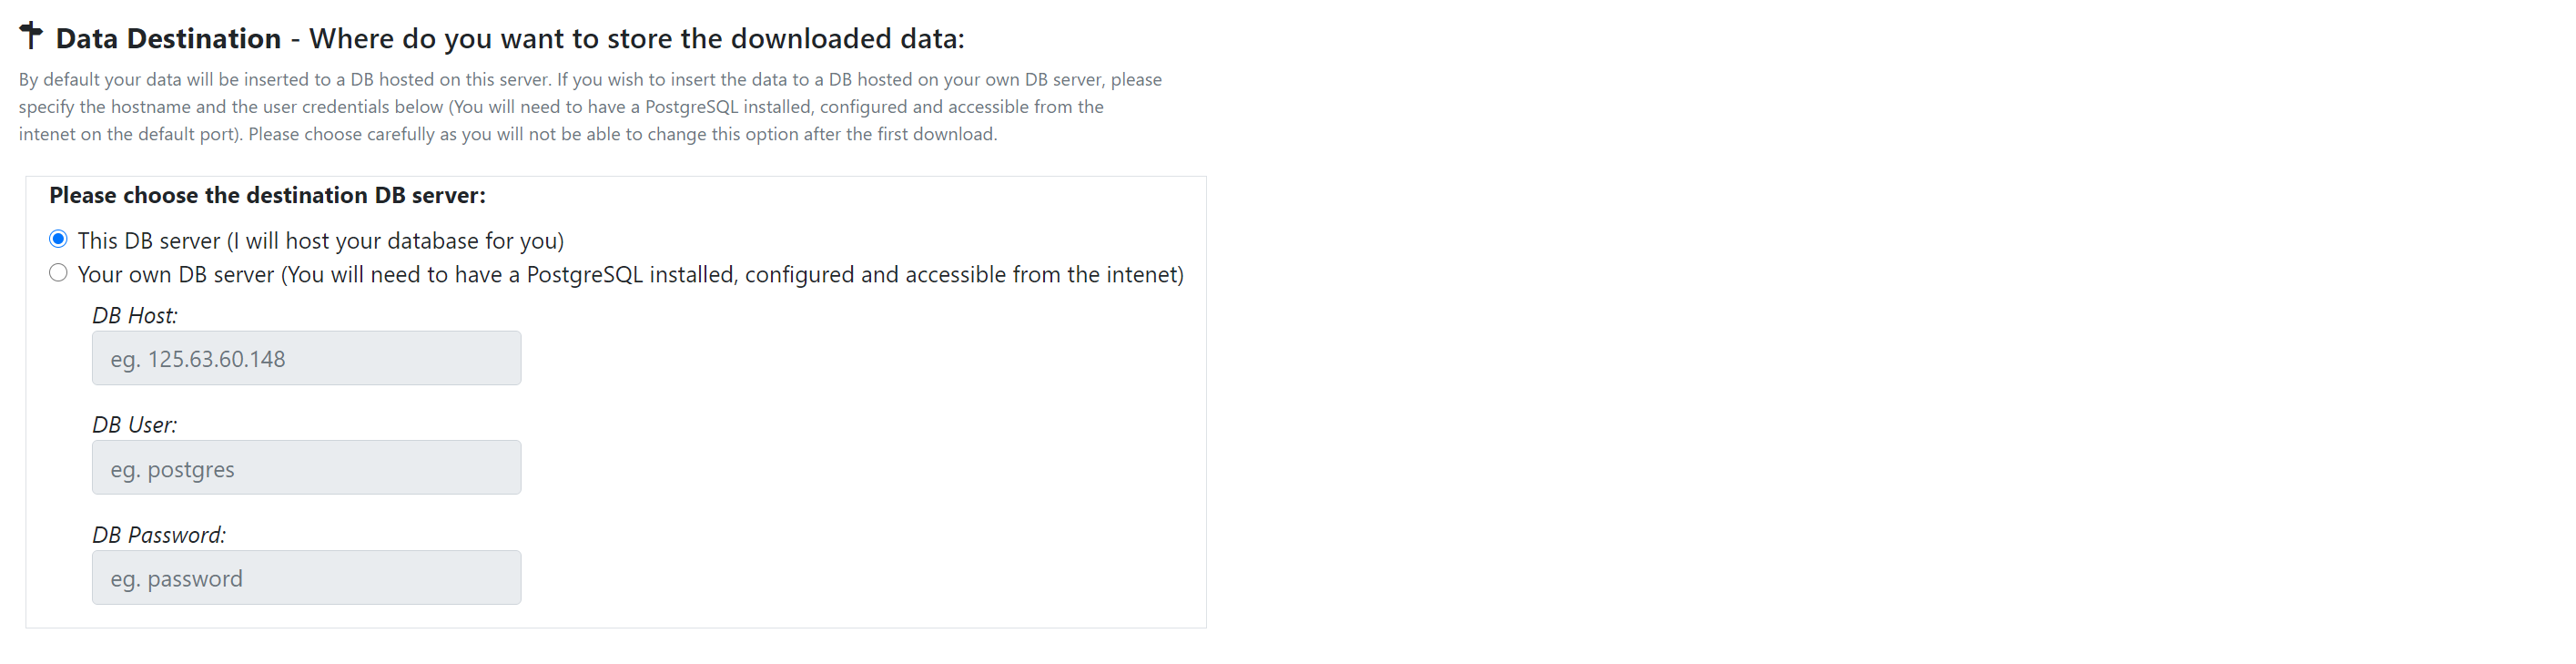 Data Destination - Where do you want to store the downloaded data:
By default your data will be inserted to a DB hosted on this server. If you wish to insert the data to a DB hosted on your own DB server, please
specify the hostname and the user credentials below (You will need to have a PostgreSQL installed, configured and accessible from the
intenet on the default port). Please choose carefully as you will not be able to change this option after the first download.
Please choose the destination DB server:
This DB server (I will host your database for you)
Your own DB server (You will need to have a PostgreSQL installed, configured and accessible from the intenet)
DB Host:
eg. 125.63.60.148
DB User:
eg. postgres
DB Password:
eg. password